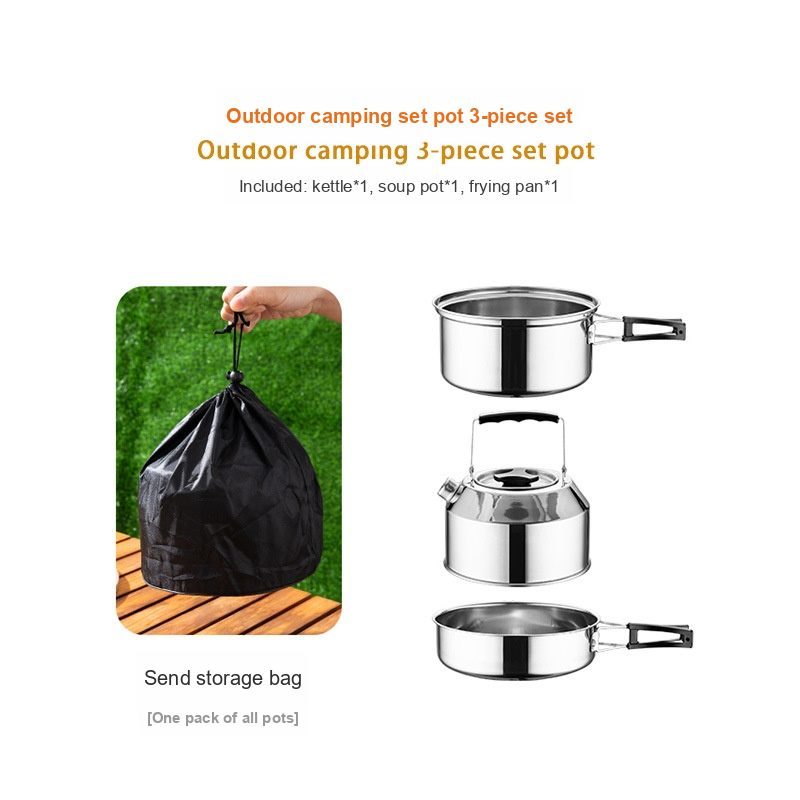 Outdoor camping set pot 3-piece set
Outdoor camping 3-piece set pot
Included: kettle*1, soup pot*1, frying pan*1
Send storage bag
[One pack of all pots]